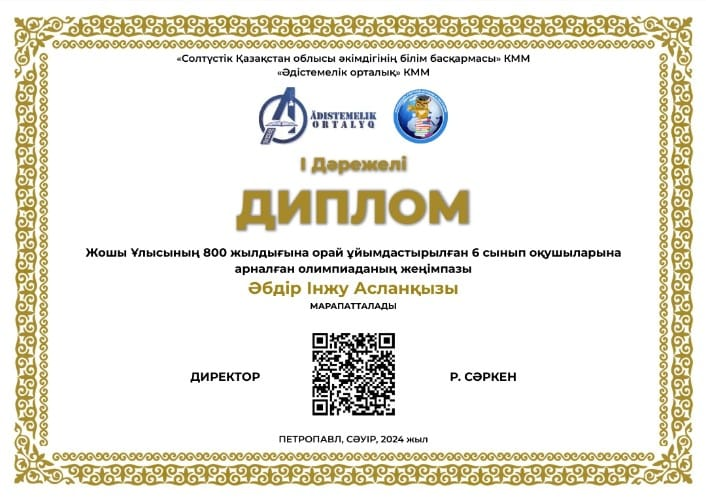 «Солтүстік Қазақстан облысы әкімдігінің білім басқармасы» КММ
«Әдістемелік орталық» КММ
ÁDISTEMELIK
ORTALYQ
І Дәрежелі
ДИПЛОМ
Жошы Ұлысының 800 жылдығына орай ұйымдастырылған 6 сынып оқушыларына
арналған олимпиаданың жеңімпазы
Әбдір Інжу Асланқызы
МАРАПАТТАЛАДЫ
ДИРЕКТОР
Р. СӘРКЕН
ПЕТРОПАВЛ, СӘУІР, 2024 жыл